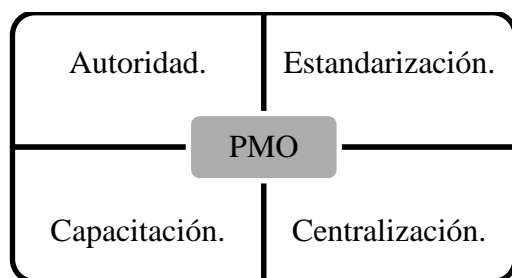 Autoridad.
Estandarización.
PMO
Capacitación.
Centralización.